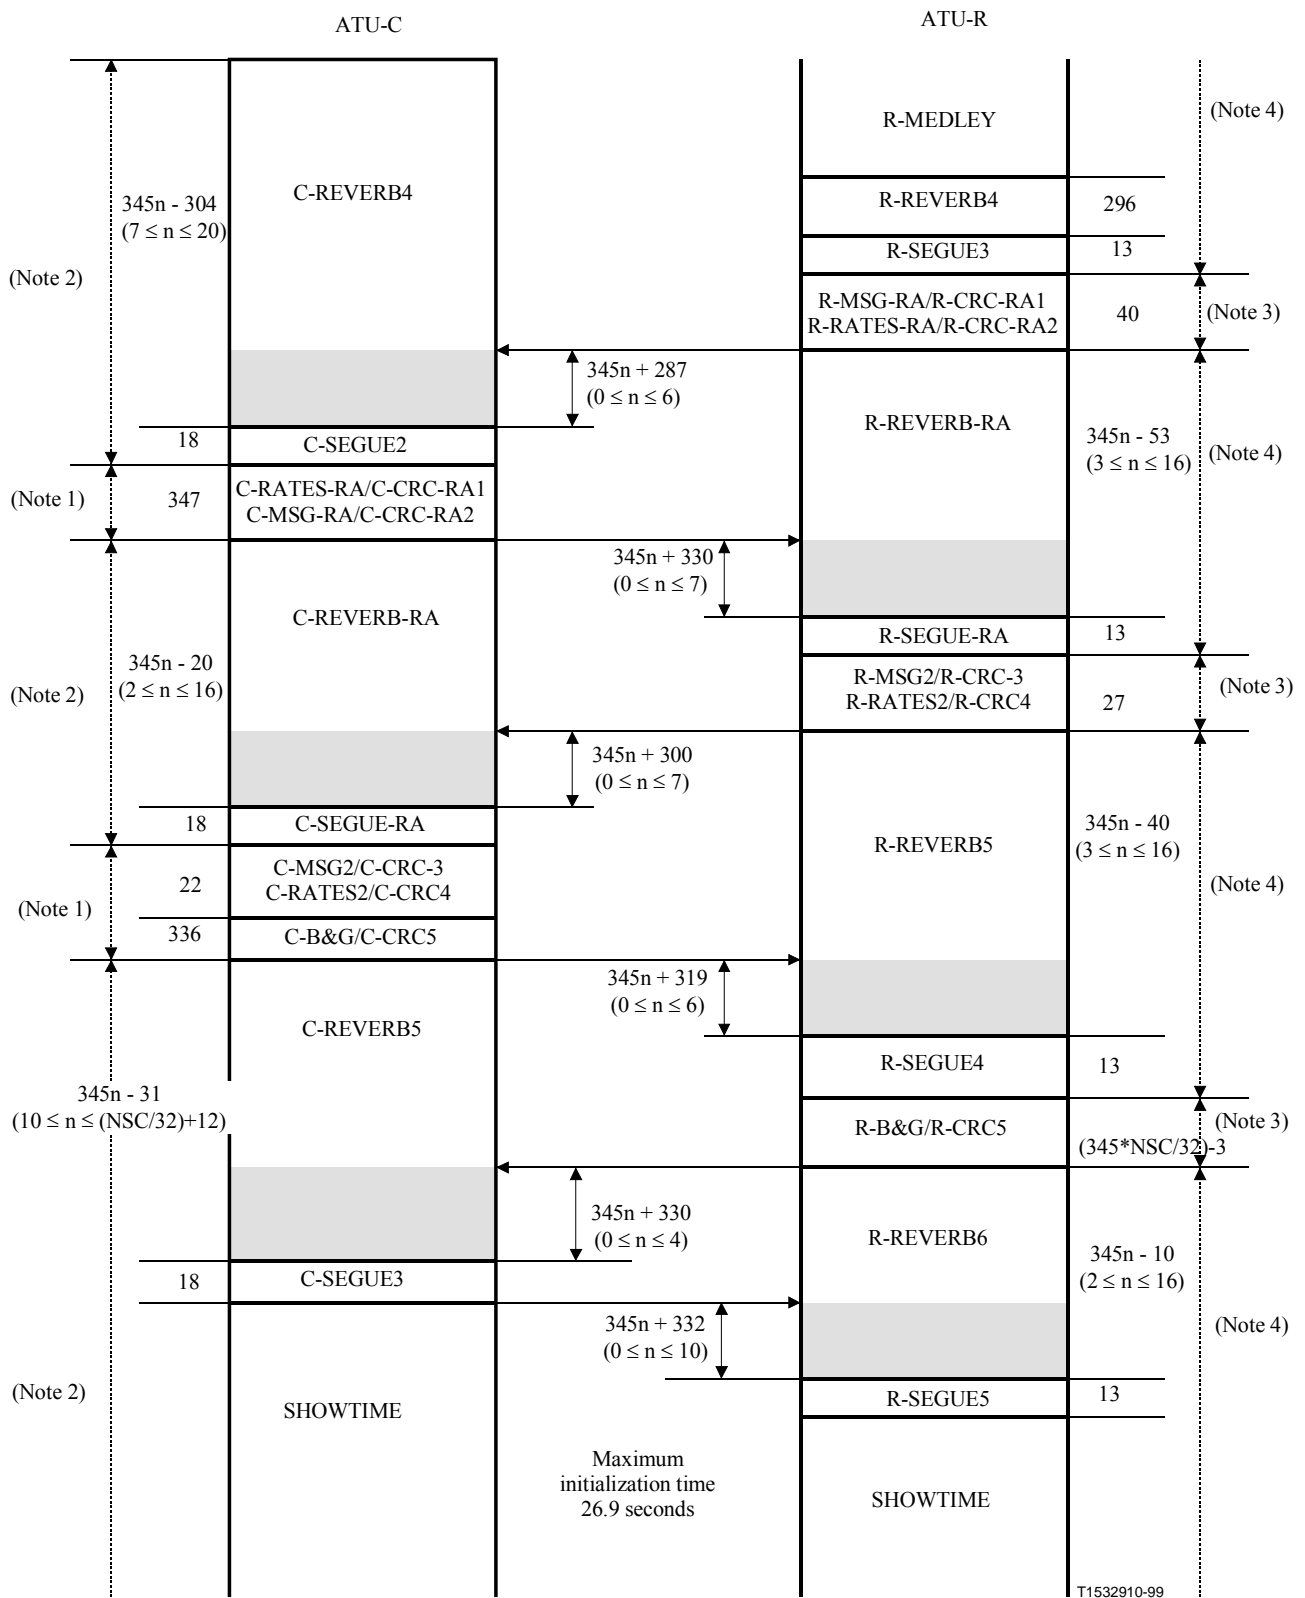 ATU-C
ATU-R
R-MEDLEY
(Note 4)
C-REVERB4
345n - 304
(7 ≤ n ≤ 20)
R-REVERB4
296
(Note 2)
R-SEGUE3
13
R-MSG-RA/R-CRC-RA1
R-RATES-RA/R-CRC-RA2
40
(Note 3)
345n + 287
(0 ≤ n ≤ 6)
R-REVERB-RA
345n - 53
(3 ≤ n ≤ 16)
(Note 4)
18
C-SEGUE2
(Note 1)
347
C-RATES-RA/C-CRC-RA1
C-MSG-RA/C-CRC-RA2
345n + 330
(0 ≤ n ≤ 7)
C-REVERB-RA
R-SEGUE-RA
13
345n - 20
(2 ≤ n ≤ 16)
(Note 2)
R-MSG2/R-CRC-3
R-RATES2/R-CRC4
27
(Note 3)
345n + 300
(0 ≤ n ≤ 7)
18
C-SEGUE-RA
R-REVERB5
345n - 40
(3 ≤ n ≤ 16)
(Note 4)
C-MSG2/C-CRC-3
C-RATES2/C-CRC4
22
(Note 1)
336
C-B&G/C-CRC5
345n + 319
(0 ≤ n ≤ 6)
C-REVERB5
R-SEGUE4
13
345n - 31
(10 ≤ n ≤ (NSC/32)+12)
R-B&G/R-CRC5
(Note 3)
(345*NSC/32)-3
345n + 330
(0 ≤ n ≤ 4)
R-REVERB6
345n - 10
(2 ≤ n ≤ 16)
18
C-SEGUE3
345n + 332
(0 ≤ n ≤ 10)
(Note 4)
(Note 2)
R-SEGUE5
13
SHOWTIME
Maximum
initialization time
26.9 seconds
SHOWTIME
T1532910-99